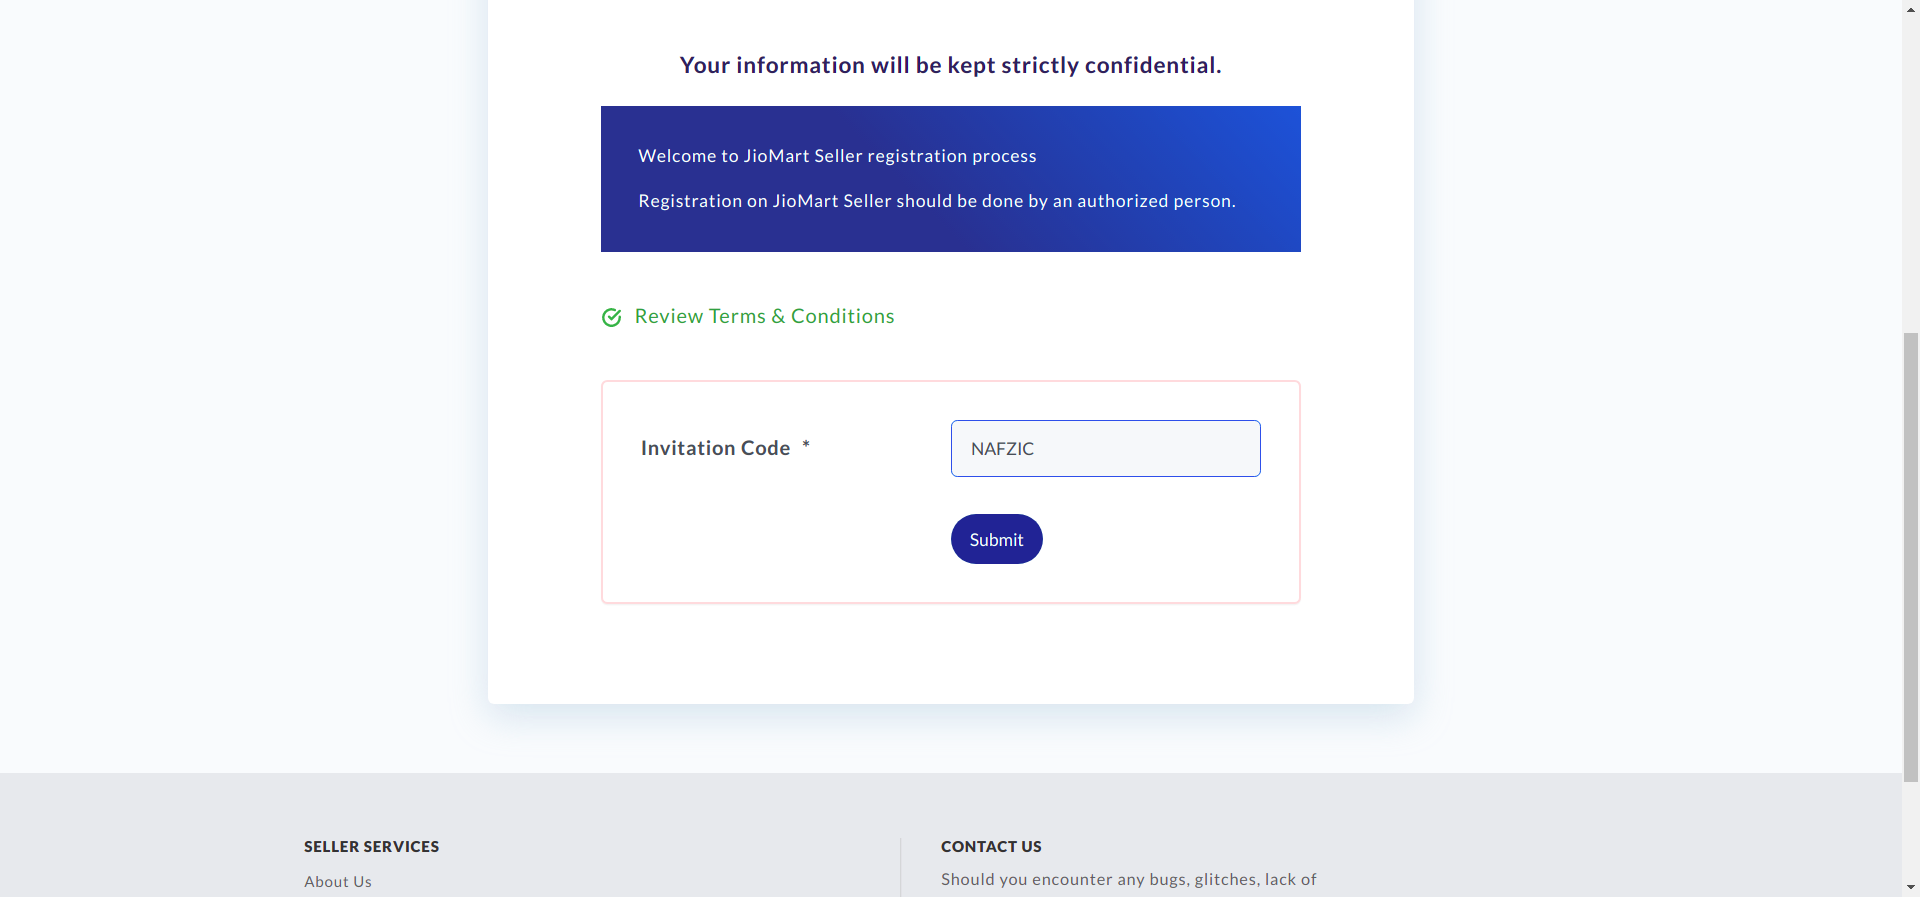 Your information will be kept strictly confidential.
Welcome to JioMart Seller registration process
Registration on JioMart Seller should be done by an authorized person.
Review Terms & Conditions
Invitation Code *
NAFZIC
Submit
SELLER SERVICES
About Us
CONTACT US
Should you encounter any bugs, glitches, lack of